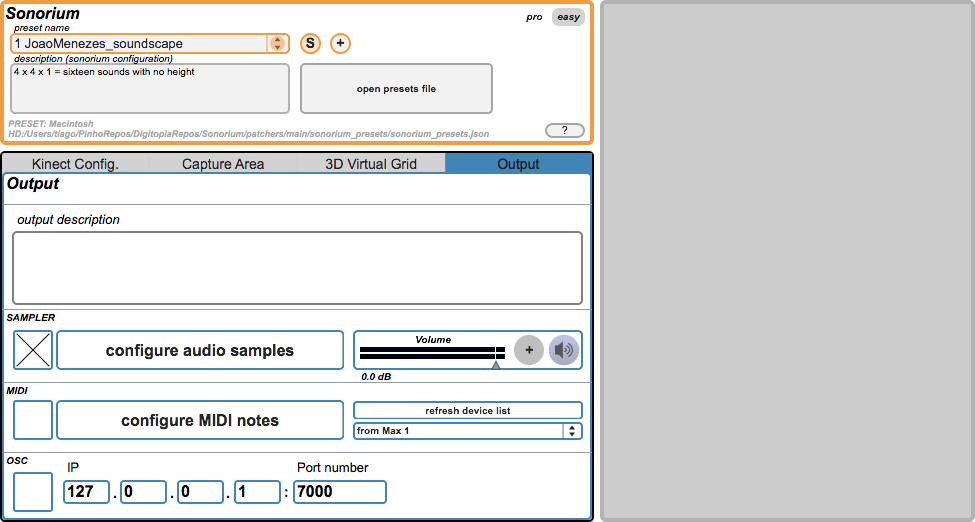 Sonorium
pro easy
preset name
1 JoaoMenezes_soundscape
S +
description (sonorium configuration)
4 x 4 x 1 = sixteen sounds with no height
open presets file
PRESET: Macintosh
HD:/Users/tiago/PinhoRepos/DigitopiaRepos/Sonorium/patchers/main/sonorium_presets/sonorium_presets.json
?
Kinect Config. Capture Area 3D Virtual Grid Output
Output
output description
SAMPLER
configure audio samples
Volume
+
0.0 dB
MIDI
configure MIDI notes
refresh device list
from Max 1
OSC
IP Port number
127 . 0 . 0 . 1 : 7000